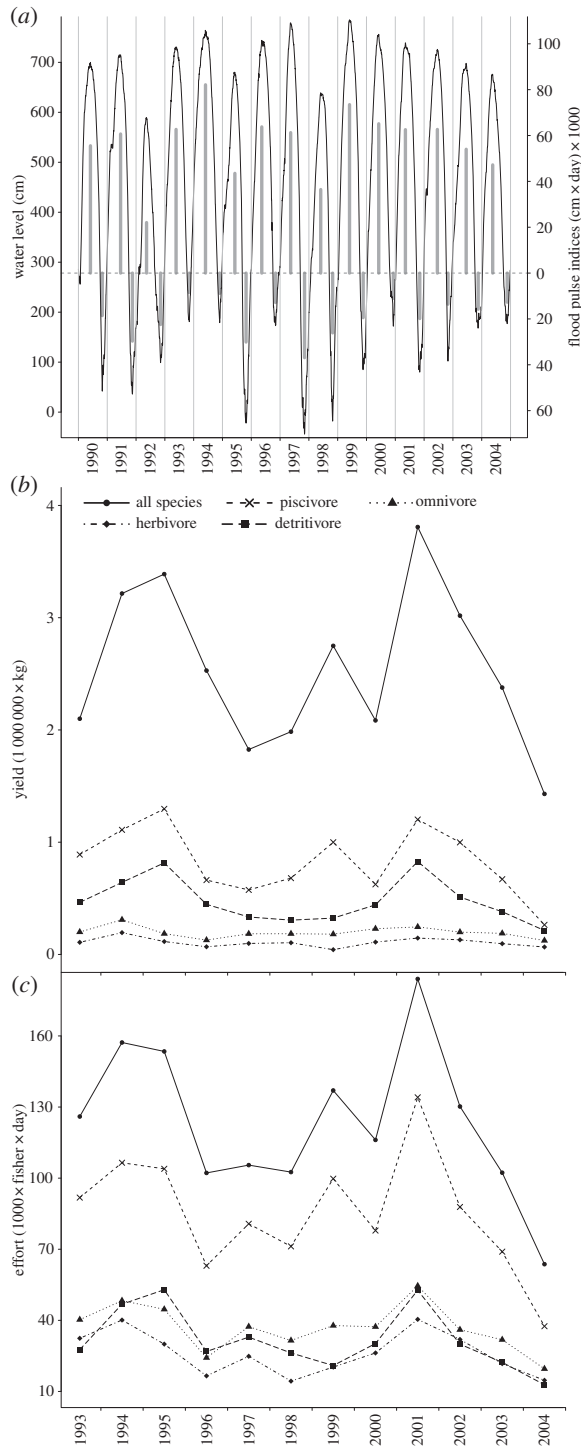 (a)
water level (cm)
700
600
500
400
300
200
100
0
100
80
60
40
20
0
20
40
60
flood pulse indices (cm × day) × 1000
1990 1991 1992 1993 1994 1995 1996 1997 1998 1999 2000 2001 2002 2003 2004
(b)
all species piscivore omnivore
herbivore detritivore
yield (1 000 000 × kg)
4
3
2
1
0
(c)
effort (1000 × fisher × day)
160
130
100
70
40
10
1993 1994 1995 1996 1997 1998 1999 2000 2001 2002 2003 2004